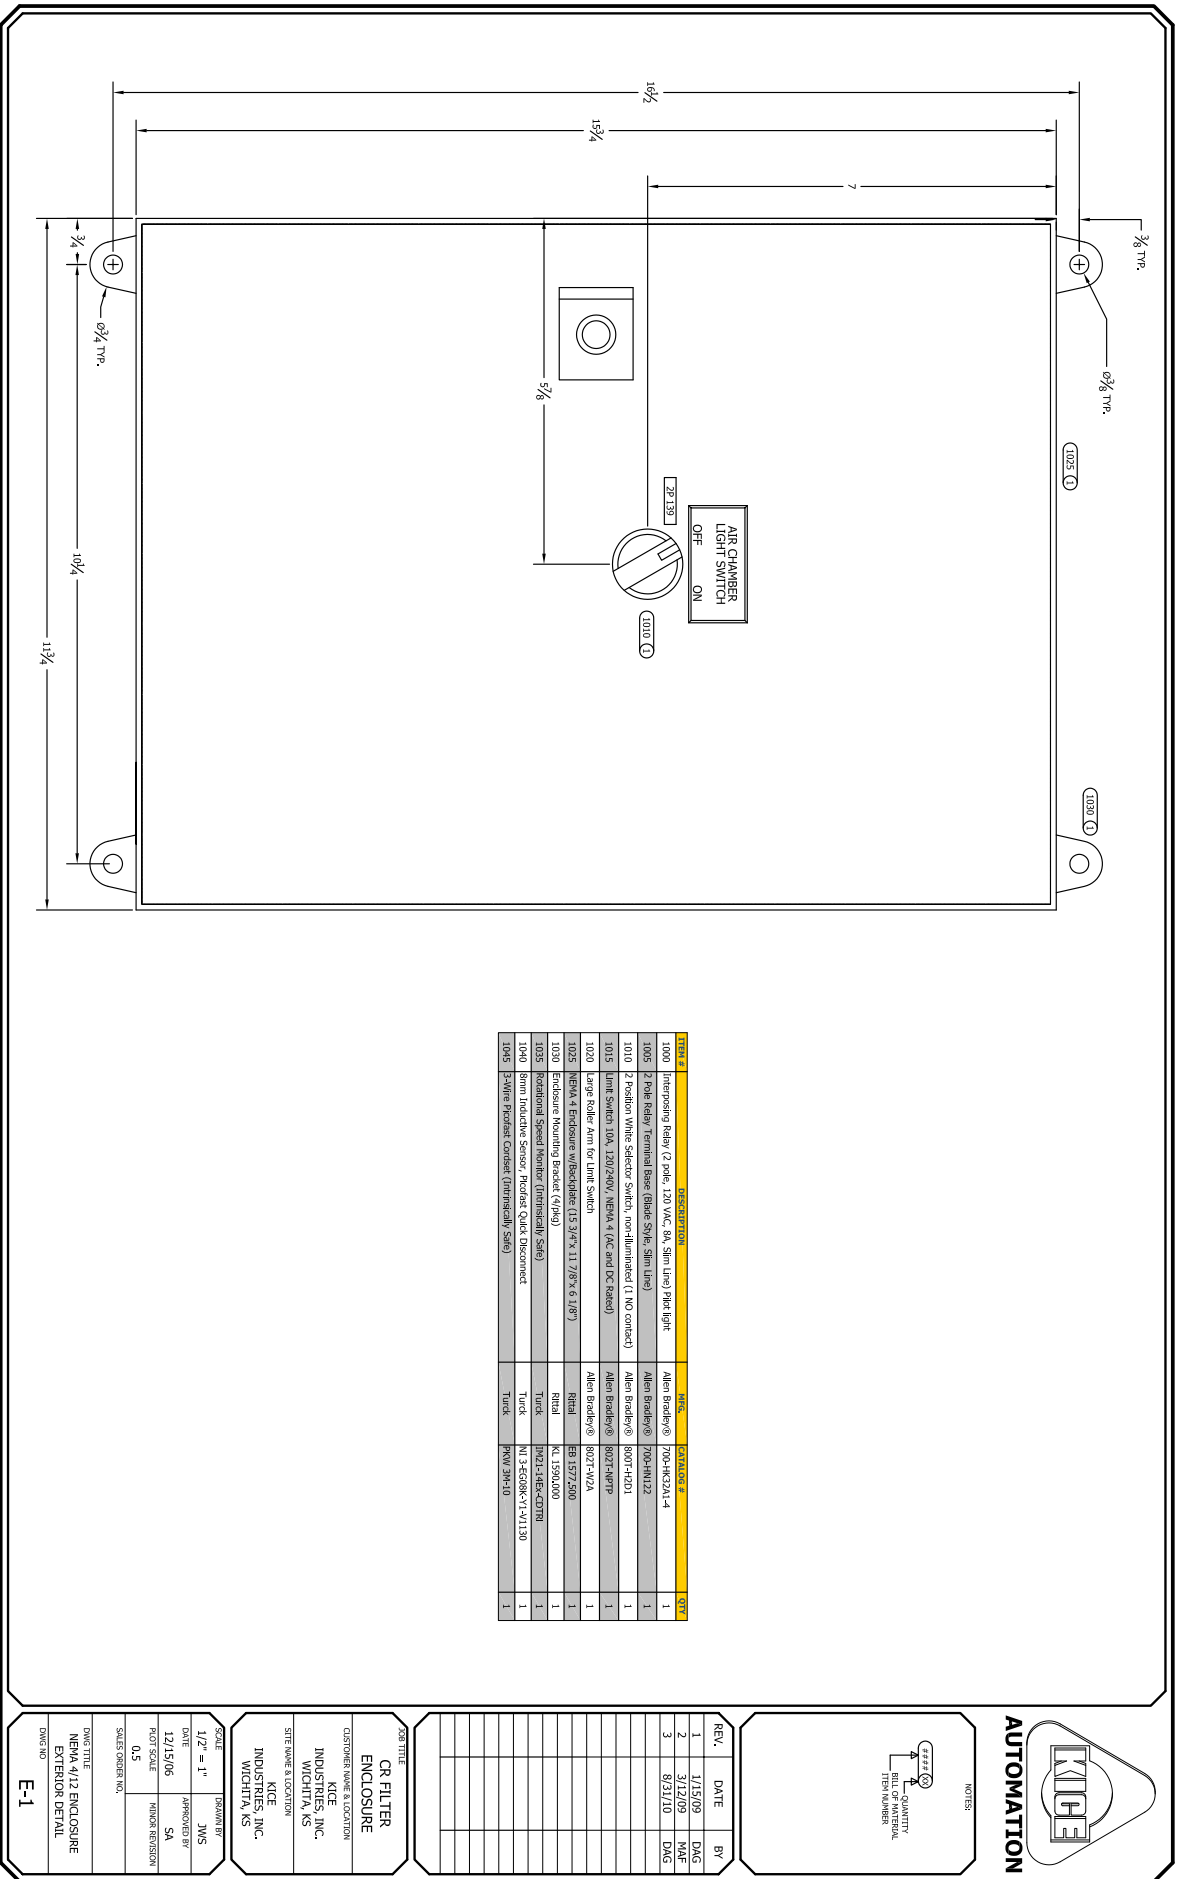 16½
15¾
7
⅜ TYP.
Ø⅜ TYP.
¾
Ø¾ TYP.
5⅞
10¼
11¾
1025 1
1030 1
2P 139
AIR CHAMBER
LIGHT SWITCH
OFF ON
1010 1
ITEM # DESCRIPTION MFG. CATALOG # QTY
1000 Interposing Relay (2 pole, 120 VAC, 8A, Slim Line) Pilot light Allen Bradley® 700-HK32A1-4 1
1005 2 Pole Relay Terminal Base (Blade Style, Slim Line) Allen Bradley® 700-HN122 1
1010 2 Position White Selector Switch, non-illuminated (1 NO contact) Allen Bradley® 800T-H2D1 1
1015 Limit Switch 10A, 120/240V, NEMA 4 (AC and DC Rated) Allen Bradley® 802T-NPTP 1
1020 Large Roller Arm for Limit Switch Allen Bradley® 802T-W2A 1
1025 NEMA 4 Enclosure w/Backplate (15 3/4"x 11 7/8"x 6 1/8") Rittal EB 1577.500 1
1030 Enclosure Mounting Bracket (4/pkg) Rittal KL 1590.000 1
1035 Rotational Speed Monitor (Intrinsically Safe) Turck IM21-14Ex-CDTRI 1
1040 8mm Inductive Sensor, Picofast Quick Disconnect Turck NI 3-EG08K-Y1-V1130 1
1045 3-Wire Picofast Cordset (Intrinsically Safe) Turck PKW 3M-10 1
KICE
AUTOMATION
NOTES:
#### XX
QUANTITY
BILL OF MATERIAL
ITEM NUMBER
REV. DATE BY
1 1/15/09 DAG
2 3/12/09 MAF
3 8/31/10 DAG
JOB TITLE
CR FILTER
ENCLOSURE
CUSTOMER NAME & LOCATION
KICE
INDUSTRIES, INC.
WICHITA, KS
SITE NAME & LOCATION
KICE
INDUSTRIES, INC.
WICHITA, KS
SCALE DRAWN BY
1/2" = 1" JWS
DATE APPROVED BY
12/15/06 SA
PLOT SCALE MINOR REVISION
0.5
SALES ORDER NO.
DWG TITLE
NEMA 4/12 ENCLOSURE
EXTERIOR DETAIL
DWG NO
E-1